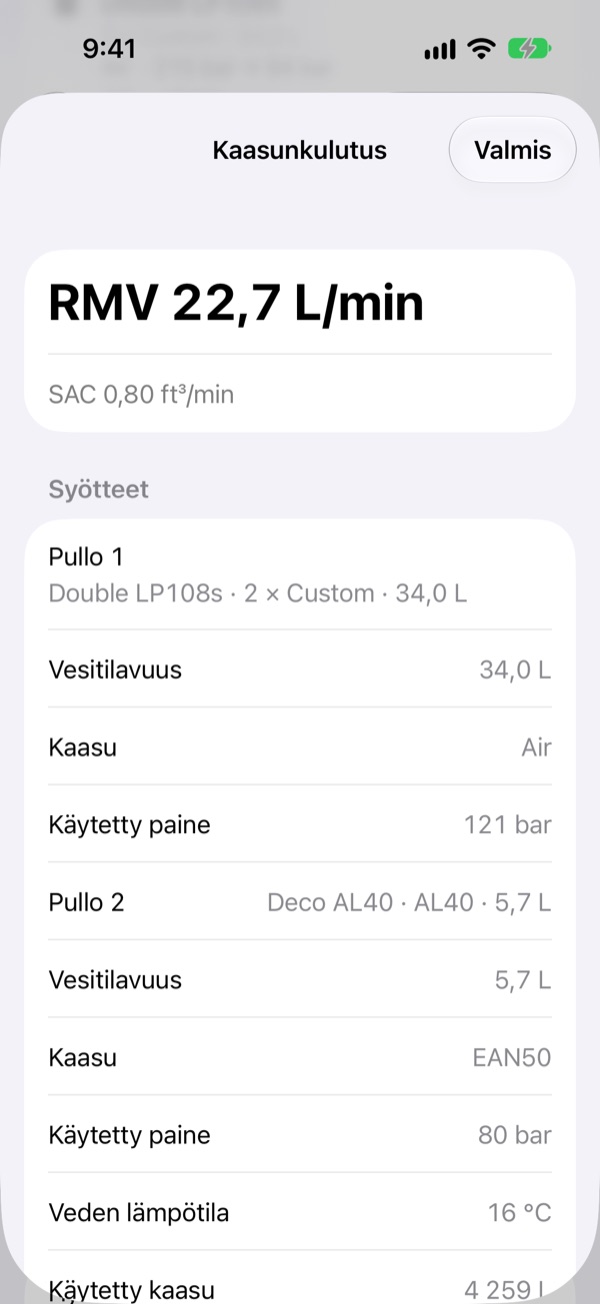 9:41
Kaasunkulutus
Valmis
RMV 22,7 L/min
SAC 0,80 ft³/min
Syötteet
Pullo 1
Double LP108s · 2 × Custom · 34,0 L
Vesitilavuus 34,0 L
Kaasu Air
Käytetty paine 121 bar
Pullo 2 Deco AL40 · AL40 · 5,7 L
Vesitilavuus 5,7 L
Kaasu EAN50
Käytetty paine 80 bar
Veden lämpötila 16 °C
Käytetty kaasu 4 259 L